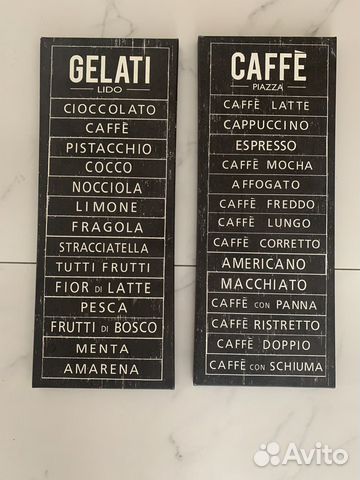 GELATI
LIDO
CIOCCOLATO
CAFFÈ
PISTACCHIO
COCCO
NOCCIOLA
LIMONE
FRAGOLA
STRACCIATELLA
TUTTI FRUTTI
FIOR DI LATTE
PESCA
FRUTTI DI BOSCO
MENTA
AMARENA
CAFFÈ
PIAZZA
CAFFÈ LATTE
CAPPUCCINO
ESPRESSO
CAFFÈ MOCHA
AFFOGATO
CAFFÈ FREDDO
CAFFÈ LUNGO
CAFFÈ CORRETTO
AMERICANO
MACCHIATO
CAFFÈ CON PANNA
CAFFÈ RISTRETTO
CAFFÈ DOPPIO
CAFFÈ CON SCHIUMA
Avito